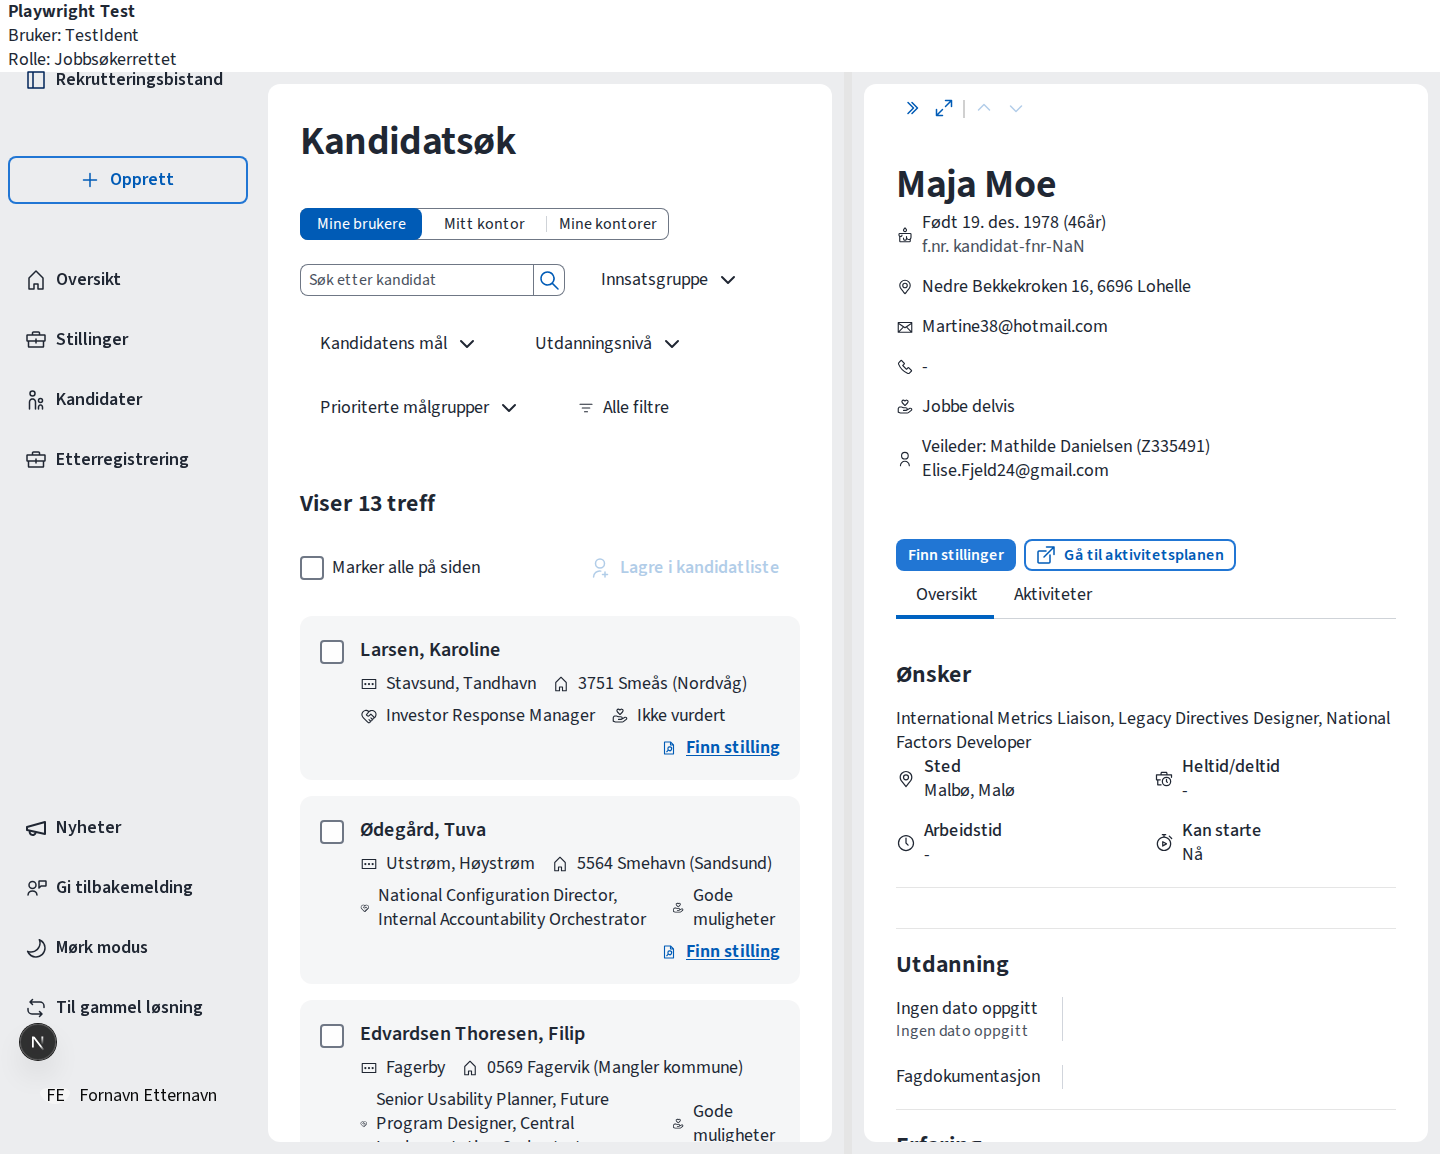 Playwright Test
Bruker: TestIdent
Rolle: Jobbsøkerrettet
Rekrutteringsbistand
Opprett
Oversikt
Stillinger
Kandidater
Etterregistrering
Nyheter
Gi tilbakemelding
Mørk modus
Til gammel løsning
N
FE Fornavn Etternavn
Kandidatsøk
Mine brukere Mitt kontor Mine kontorer
Søk etter kandidat
Innsatsgruppe
Kandidatens mål
Utdanningsnivå
Prioriterte målgrupper
Alle filtre
Viser 13 treff
Marker alle på siden
Lagre i kandidatliste
Larsen, Karoline
Stavsund, Tandhavn 3751 Smeås (Nordvåg)
Investor Response Manager Ikke vurdert
Finn stilling
Ødegård, Tuva
Utstrøm, Høystrøm 5564 Smehavn (Sandsund)
National Configuration Director,
Internal Accountability Orchestrator
Gode
muligheter
Finn stilling
Edvardsen Thoresen, Filip
Fagerby 0569 Fagervik (Mangler kommune)
Senior Usability Planner, Future
Program Designer, Central
Gode
muligheter
Maja Moe
Født 19. des. 1978 (46år)
f.nr. kandidat-fnr-NaN
Nedre Bekkekroken 16, 6696 Lohelle
Martine38@hotmail.com
-
Jobbe delvis
Veileder: Mathilde Danielsen (Z335491)
Elise.Fjeld24@gmail.com
Finn stillinger
Gå til aktivitetsplanen
Oversikt Aktiviteter
Ønsker
International Metrics Liaison, Legacy Directives Designer, National
Factors Developer
Sted
Malbø, Malø
Heltid/deltid
-
Arbeidstid
-
Kan starte
Nå
Utdanning
Ingen dato oppgitt
Ingen dato oppgitt
Fagdokumentasjon
Erfaring